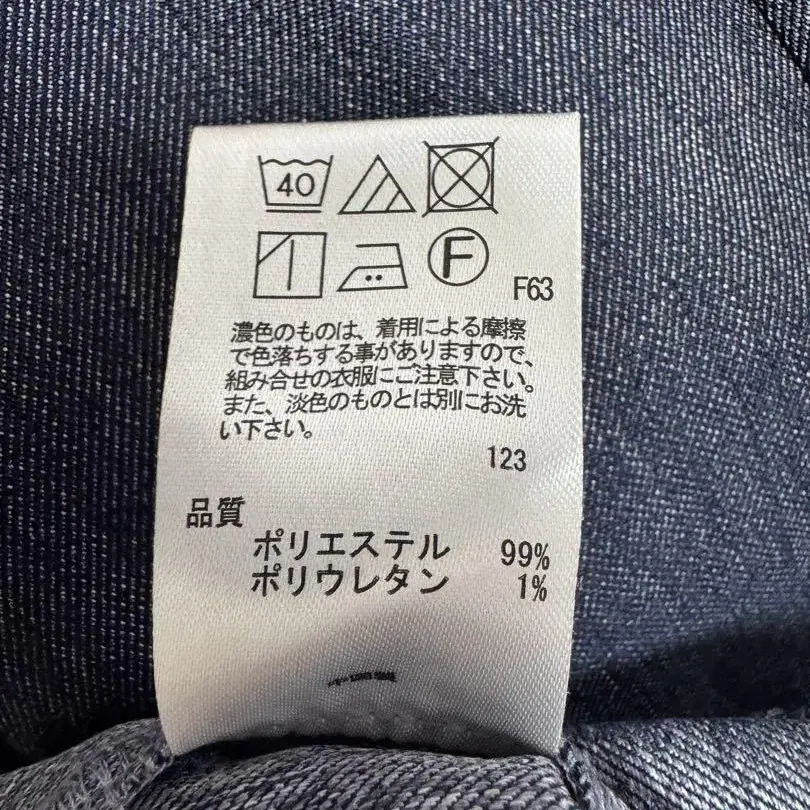 40
F
F63
濃色のものは、着用による摩擦
で色落ちする事がありますので、
組み合せの衣服にご注意下さい。
また、淡色のものとは別にお洗
い下さい。
123
品質
ポリエステル 99%
ポリウレタン 1%